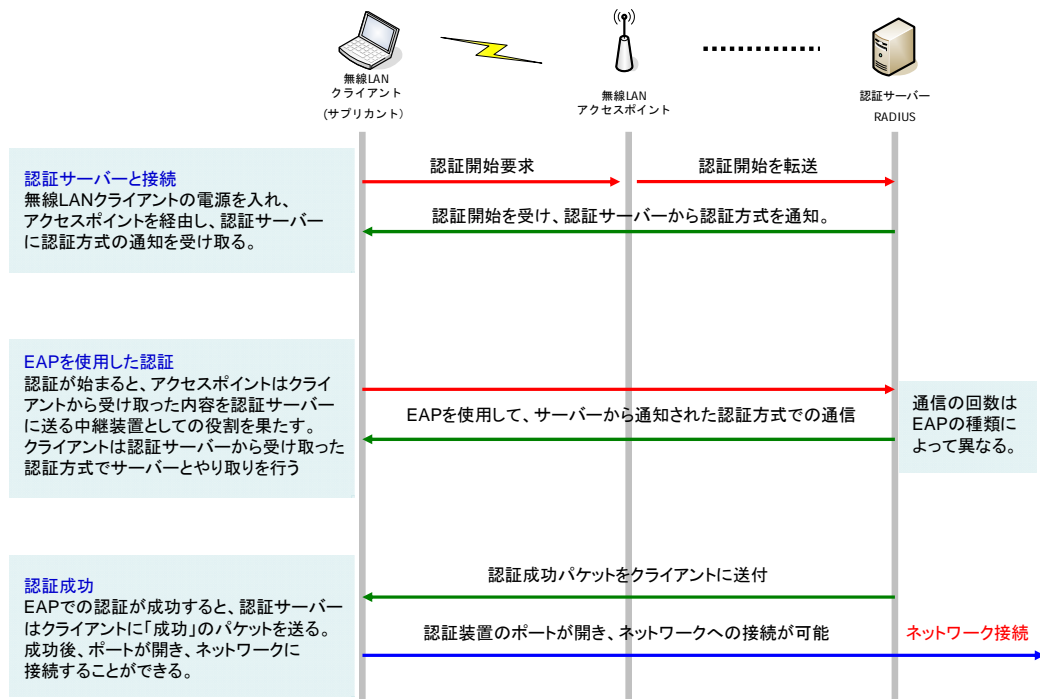 無線LAN
クライアント
(サプリカント)
無線LAN
アクセスポイント
認証サーバー
RADIUS
認証サーバーと接続
無線LANクライアントの電源を入れ、
アクセスポイントを経由し、認証サーバー
に認証方式の通知を受け取る。
認証開始要求
認証開始を転送
認証開始を受け、認証サーバーから認証方式を通知。
EAPを使用した認証
認証が始まると、アクセスポイントはクライ
アントから受け取った内容を認証サーバー
に送る中継装置としての役割を果たす。
クライアントは認証サーバーから受け取った
認証方式でサーバーとやり取りを行う
EAPを使用して、サーバーから通知された認証方式での通信
通信の回数は
EAPの種類に
よって異なる。
認証成功
EAPでの認証が成功すると、認証サーバー
はクライアントに「成功」のパケットを送る。
成功後、ポートが開き、ネットワークに
接続することができる。
認証成功パケットをクライアントに送付
認証装置のポートが開き、ネットワークへの接続が可能
ネットワーク接続